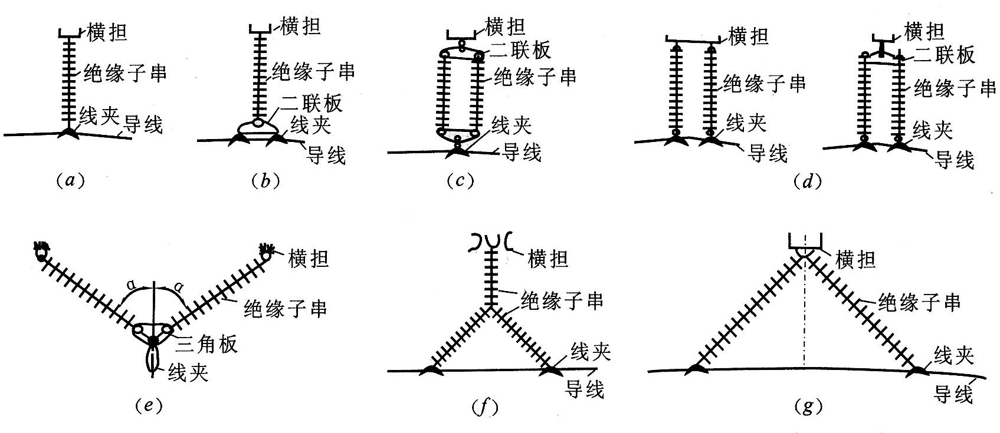 横担
绝缘子串
线夹
导线
(a)
横担
绝缘子串
二联板
线夹
导线
(b)
横担
二联板
绝缘子串
线夹
导线
(c)
横担
绝缘子串
线夹
导线
横担
二联板
绝缘子串
线夹
导线
(d)
α
α
横担
绝缘子串
三角板
线夹
(e)
横担
绝缘子串
线夹
导线
(f)
横担
绝缘子串
线夹
导线
(g)